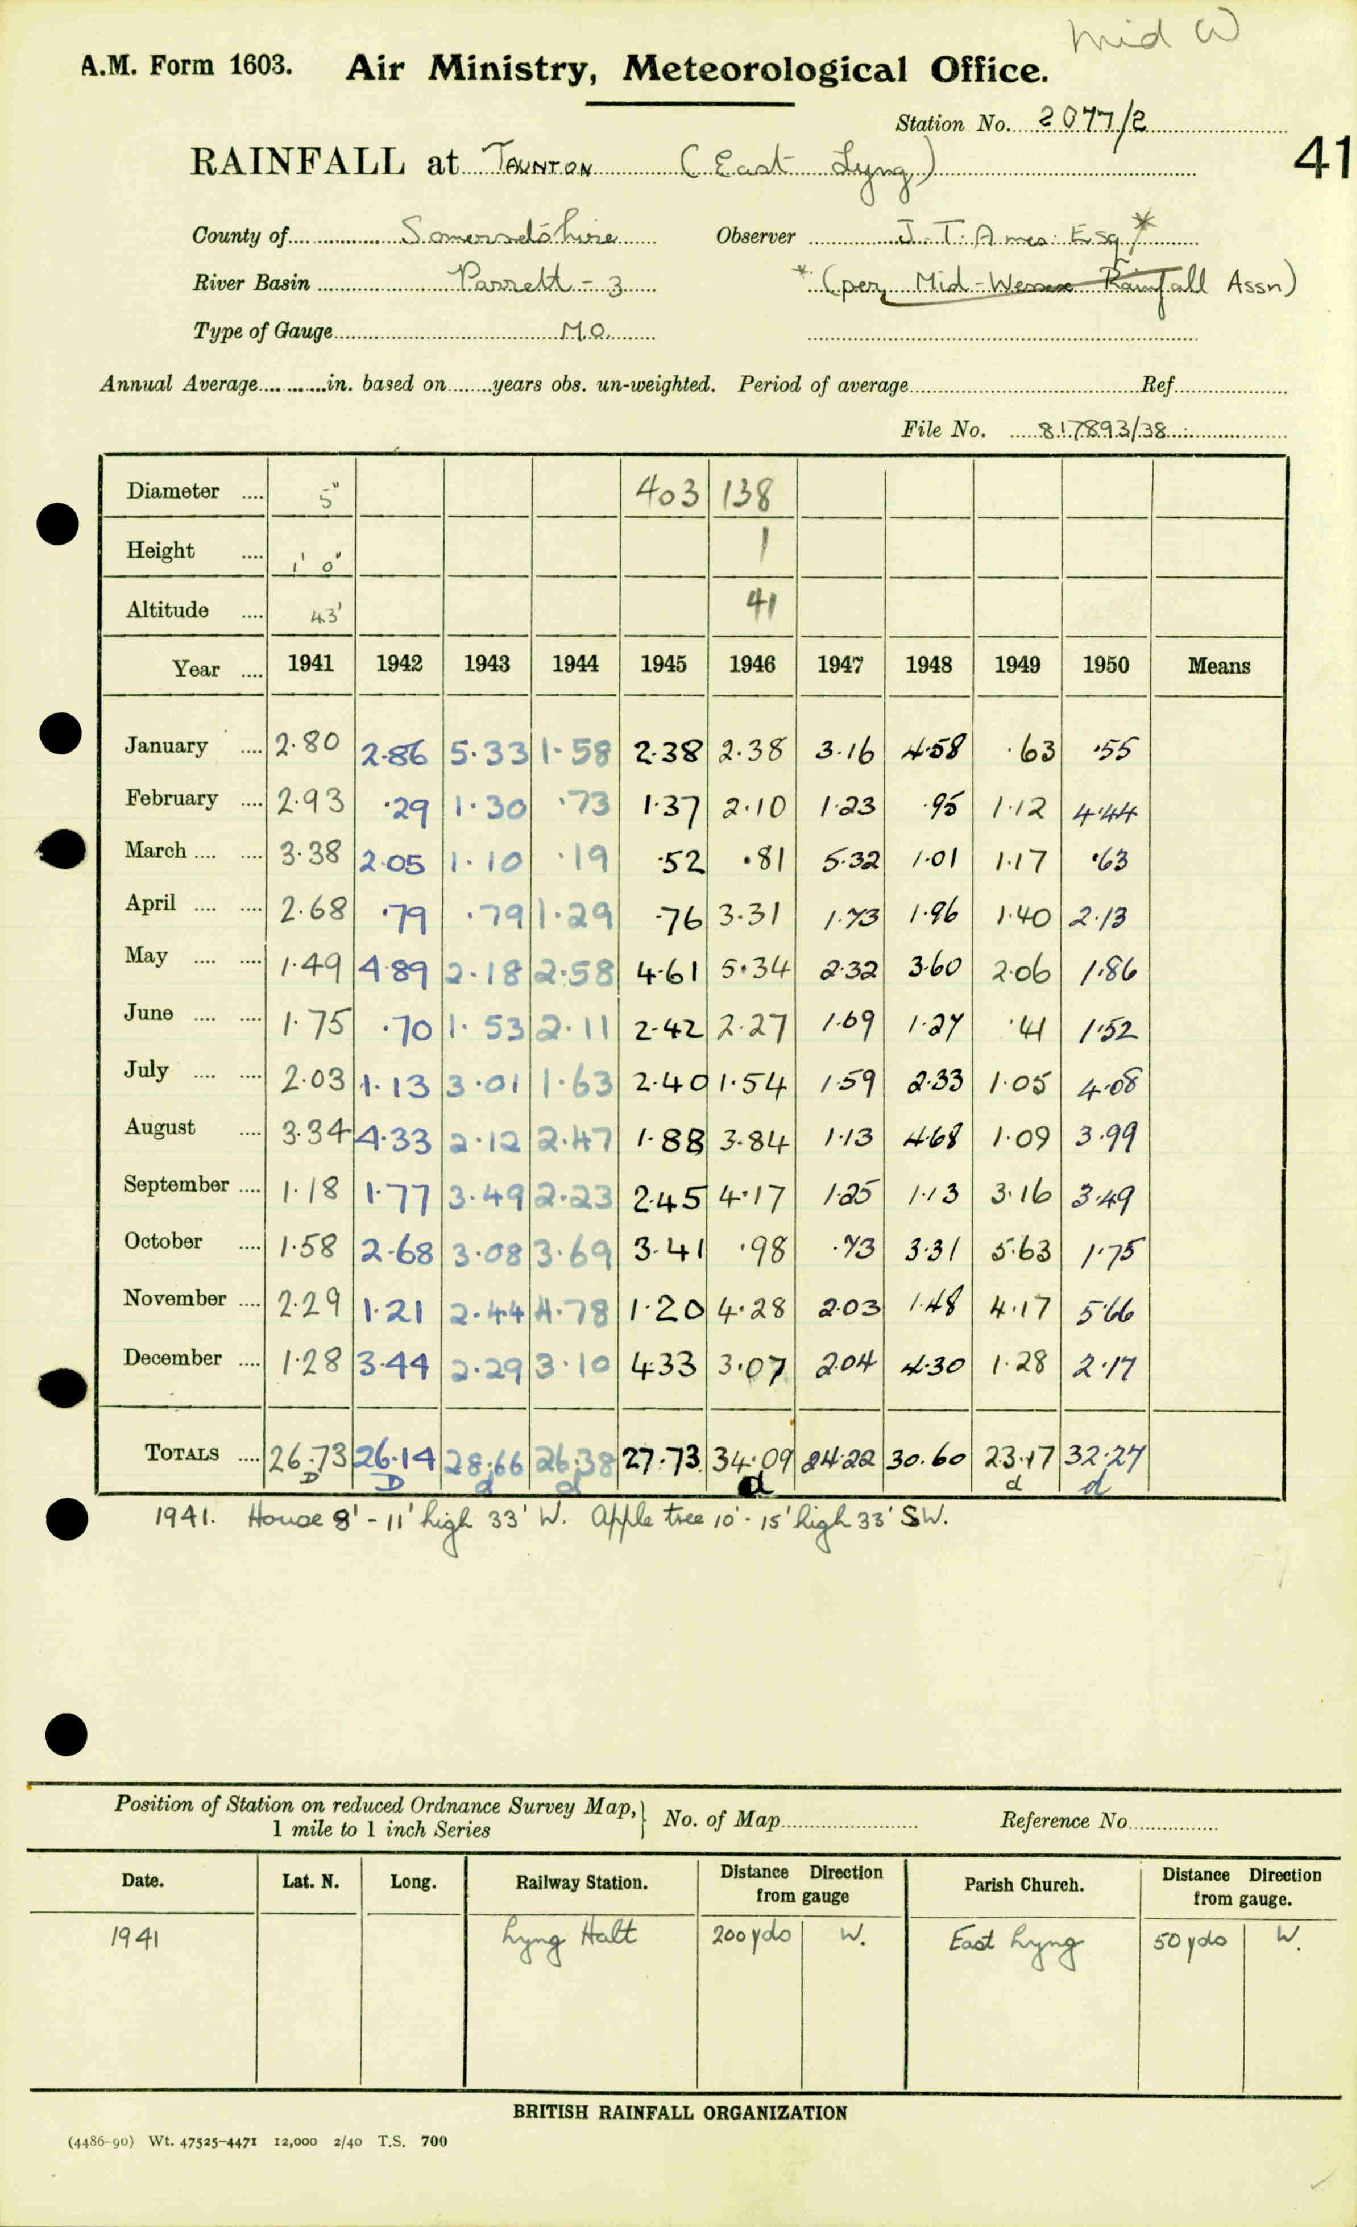 Mid W
A.M. Form 1603. Air Ministry, Meteorological Office.
Station No. 2077/2
41
RAINFALL at TAUNTON (East Lyng)
County of Somersetshire Observer J. T. Ames Esq *
River Basin Parrett - 3 * (per Mid-Wessex Rainfall Assn)
Type of Gauge M.O.
Annual Average in. based on years obs. un-weighted. Period of average Ref
File No. 817893/38
Diameter .... 5" 403 138
Height .... 1' 0" 1
Altitude .... 43' 41
Year .... 1941 1942 1943 1944 1945 1946 1947 1948 1949 1950 Means
January .... 2.80 2.86 5.33 1.58 2.38 2.38 3.16 4.58 .63 .55
February .... 2.93 .29 1.30 .73 1.37 2.10 1.23 .95 1.12 4.44
March .... .... 3.38 2.05 1.10 .19 .52 .81 5.32 1.01 1.17 .63
April .... .... 2.68 .79 .79 1.29 .76 3.31 1.73 1.96 1.40 2.13
May .... .... 1.49 4.89 2.18 2.58 4.61 5.34 2.32 3.60 2.06 1.86
June .... .... 1.75 .70 1.53 2.11 2.42 2.27 1.69 1.27 .41 1.52
July .... .... 2.03 1.13 3.01 1.63 2.40 1.54 1.59 2.33 1.05 4.08
August .... 3.34 4.33 2.12 2.47 1.88 3.84 1.13 4.68 1.09 3.99
September .... 1.18 1.77 3.49 2.23 2.45 4.17 1.25 1.13 3.16 3.49
October .... 1.58 2.68 3.08 3.69 3.41 .98 .73 3.31 5.63 1.75
November .... 2.29 1.21 2.44 4.78 1.20 4.28 2.03 1.48 4.17 5.66
December .... 1.28 3.44 2.29 3.10 4.33 3.07 2.04 4.30 1.28 2.17
TOTALS .... 26.73 26.14 28.66 26.38 27.73 34.09 24.22 30.60 23.17 32.27
D D d d d d d
1941. House 8' - 11' high 33' W. Apple tree 10' - 15' high 33' SW.
Position of Station on reduced Ordnance Survey Map,} No. of Map Reference No.
1 mile to 1 inch Series
Date. Lat. N. Long. Railway Station. Distance Direction from gauge Parish Church. Distance Direction from gauge.
1941 Lyng Halt 200 yds W. East Lyng 50 yds W.
BRITISH RAINFALL ORGANIZATION
(4486-90) Wt. 47525-4471 12,000 2/40 T.S. 700